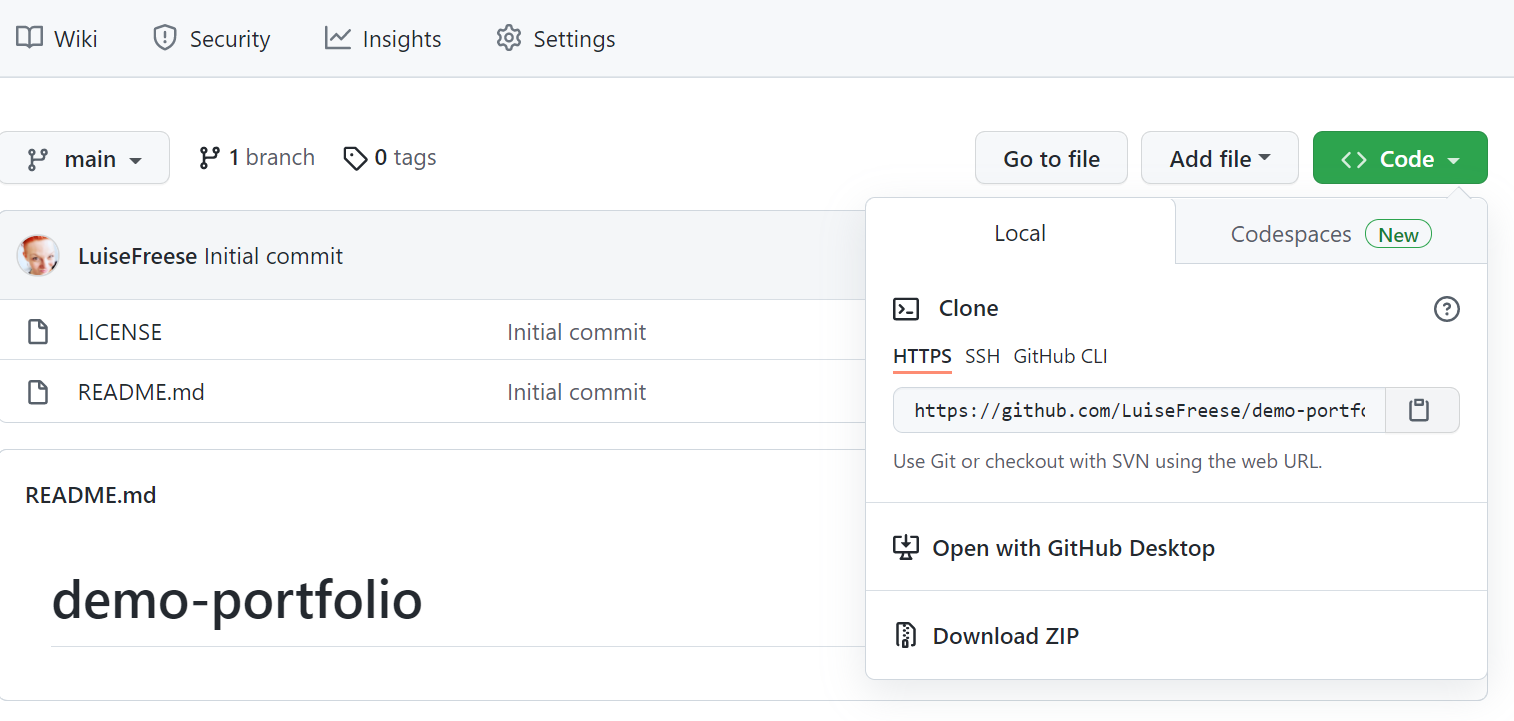 Wiki Security Insights Settings
main 1 branch 0 tags Go to file Add file Code
LuiseFreese Initial commit
LICENSE Initial commit
README.md Initial commit
README.md
demo-portfolio
Local Codespaces New
Clone
HTTPS SSH GitHub CLI
https://github.com/LuiseFreese/demo-portfo
Use Git or checkout with SVN using the web URL.
Open with GitHub Desktop
Download ZIP